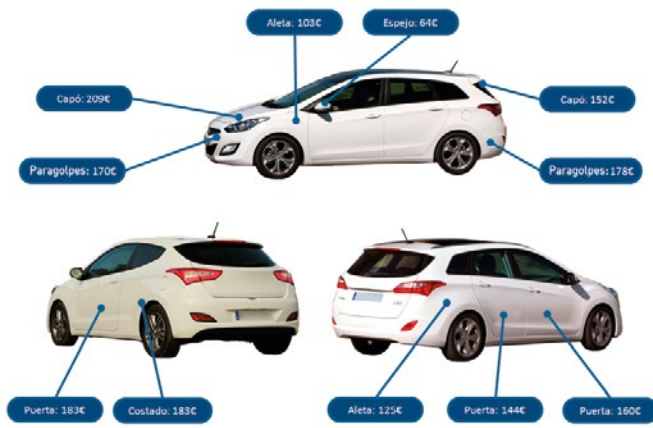 Aleta: 103€
Espejo: 64€
Capó: 209€
Capó: 152€
Paragolpes: 170€
Paragolpes: 178€
Puerta: 183€
Costado: 183€
Aleta: 125€
Puerta: 144€
Puerta: 160€